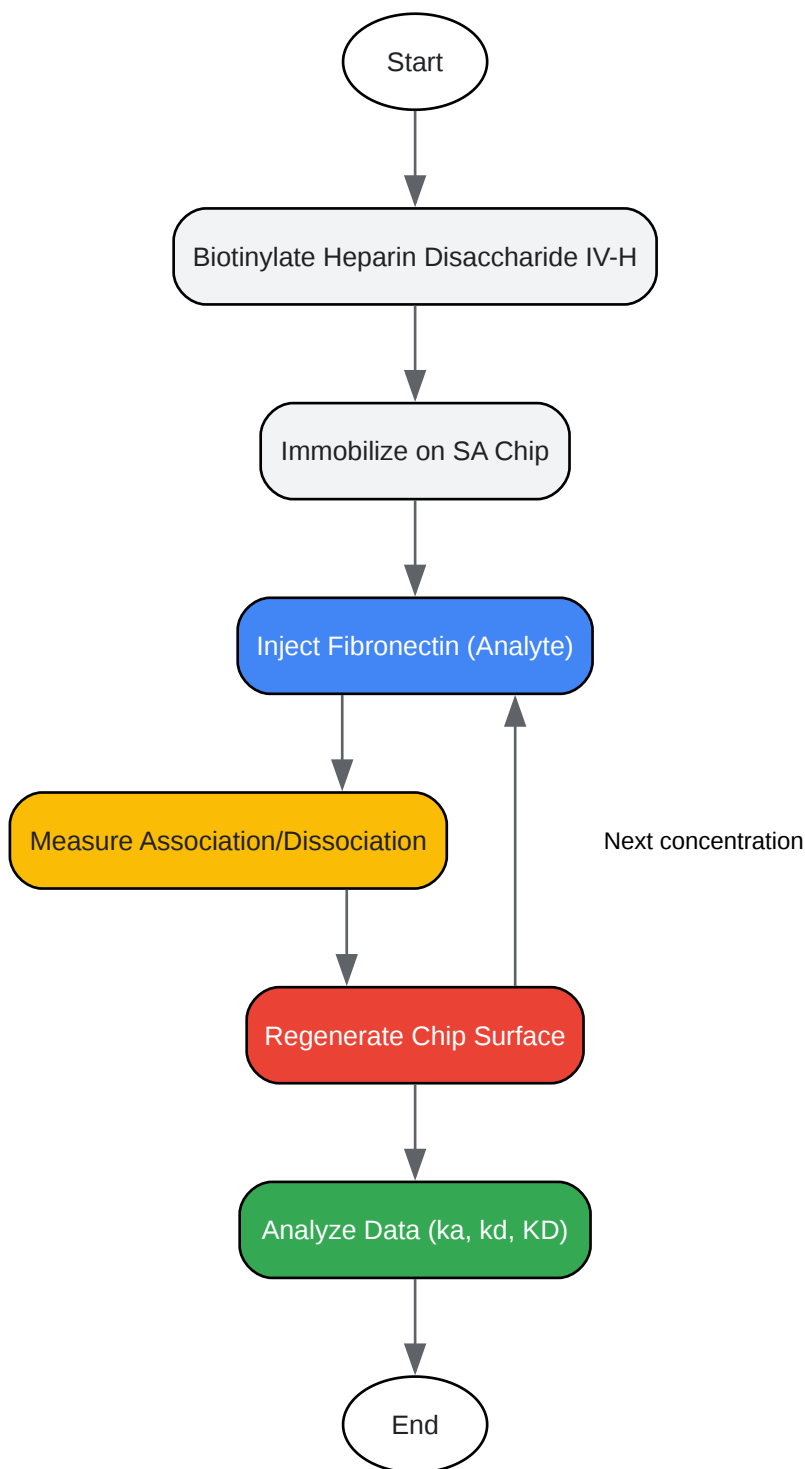 Start
Biotinylate Heparin Disaccharide IV-H
Immobilize on SA Chip
Inject Fibronectin (Analyte)
Measure Association/Dissociation
Next concentration
Regenerate Chip Surface
Analyze Data (ka, kd, KD)
End